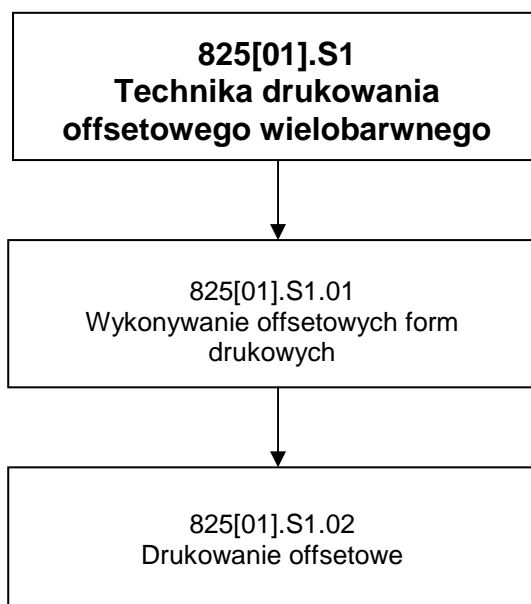 825[01].S1
Technika drukowania
offsetowego wielobarwnego
825[01].S1.01
Wykonywanie offsetowych form
drukowych
825[01].S1.02
Drukowanie offsetowe